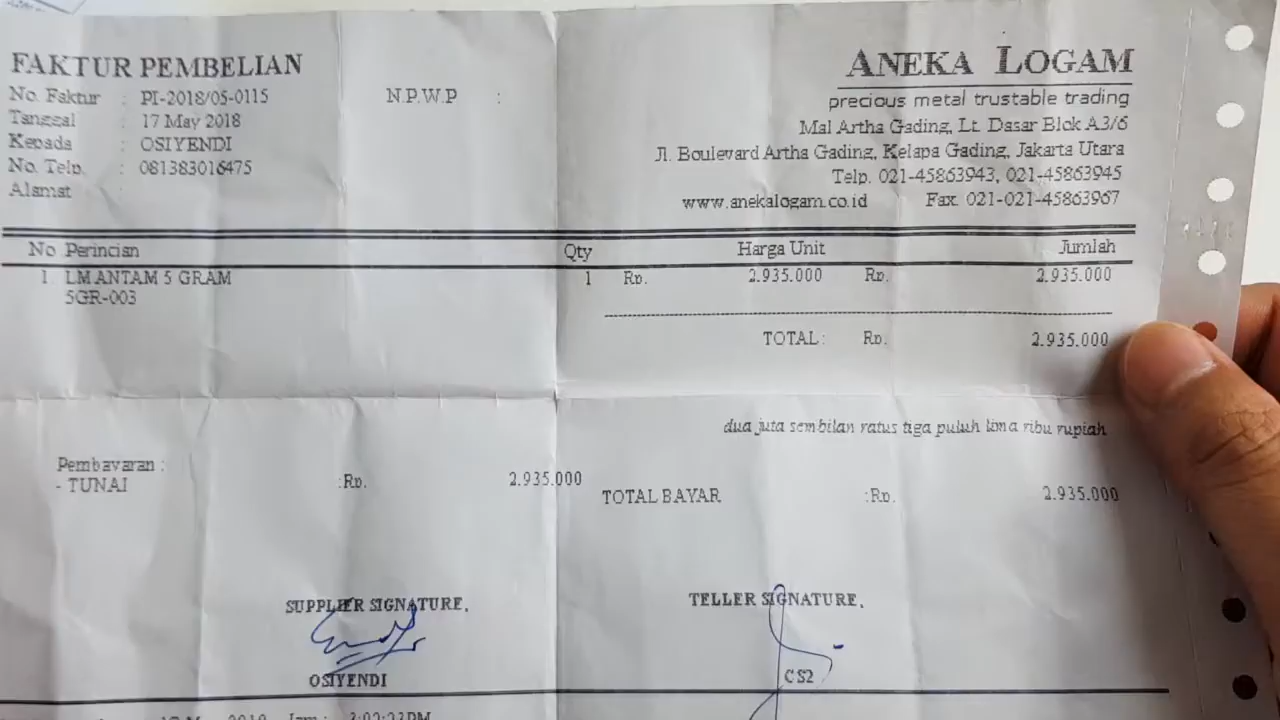 FAKTUR PEMBELIAN
No. Faktur : PI-2018/05-0115
Tanggal : 17 May 2018
Kepada : OSIYENDI
No. Telp. : 081383016475
Alamat :
N.P.W.P :
ANEKA LOGAM
precious metal trustable trading
Mal Artha Gading, Lt. Dasar Blok A3/6
Jl. Boulevard Artha Gading, Kelapa Gading, Jakarta Utara
Telp. 021-45863943, 021-45863945
www.anekalogam.co.id Fax. 021-021-45863967
No Perincian Qty Harga Unit Jumlah
1 LM ANTAM 5 GRAM 1 Rp. 2.935.000 Rp. 2.935.000
5GR-003
TOTAL : Rp. 2.935.000
dua juta sembilan ratus tiga puluh lima ribu rupiah
Pembayaran :
- TUNAI :Rp. 2.935.000
TOTAL BAYAR :Rp. 2.935.000
SUPPLIER SIGNATURE, TELLER SIGNATURE,
OSIYENDI CS2
2018 Jam :